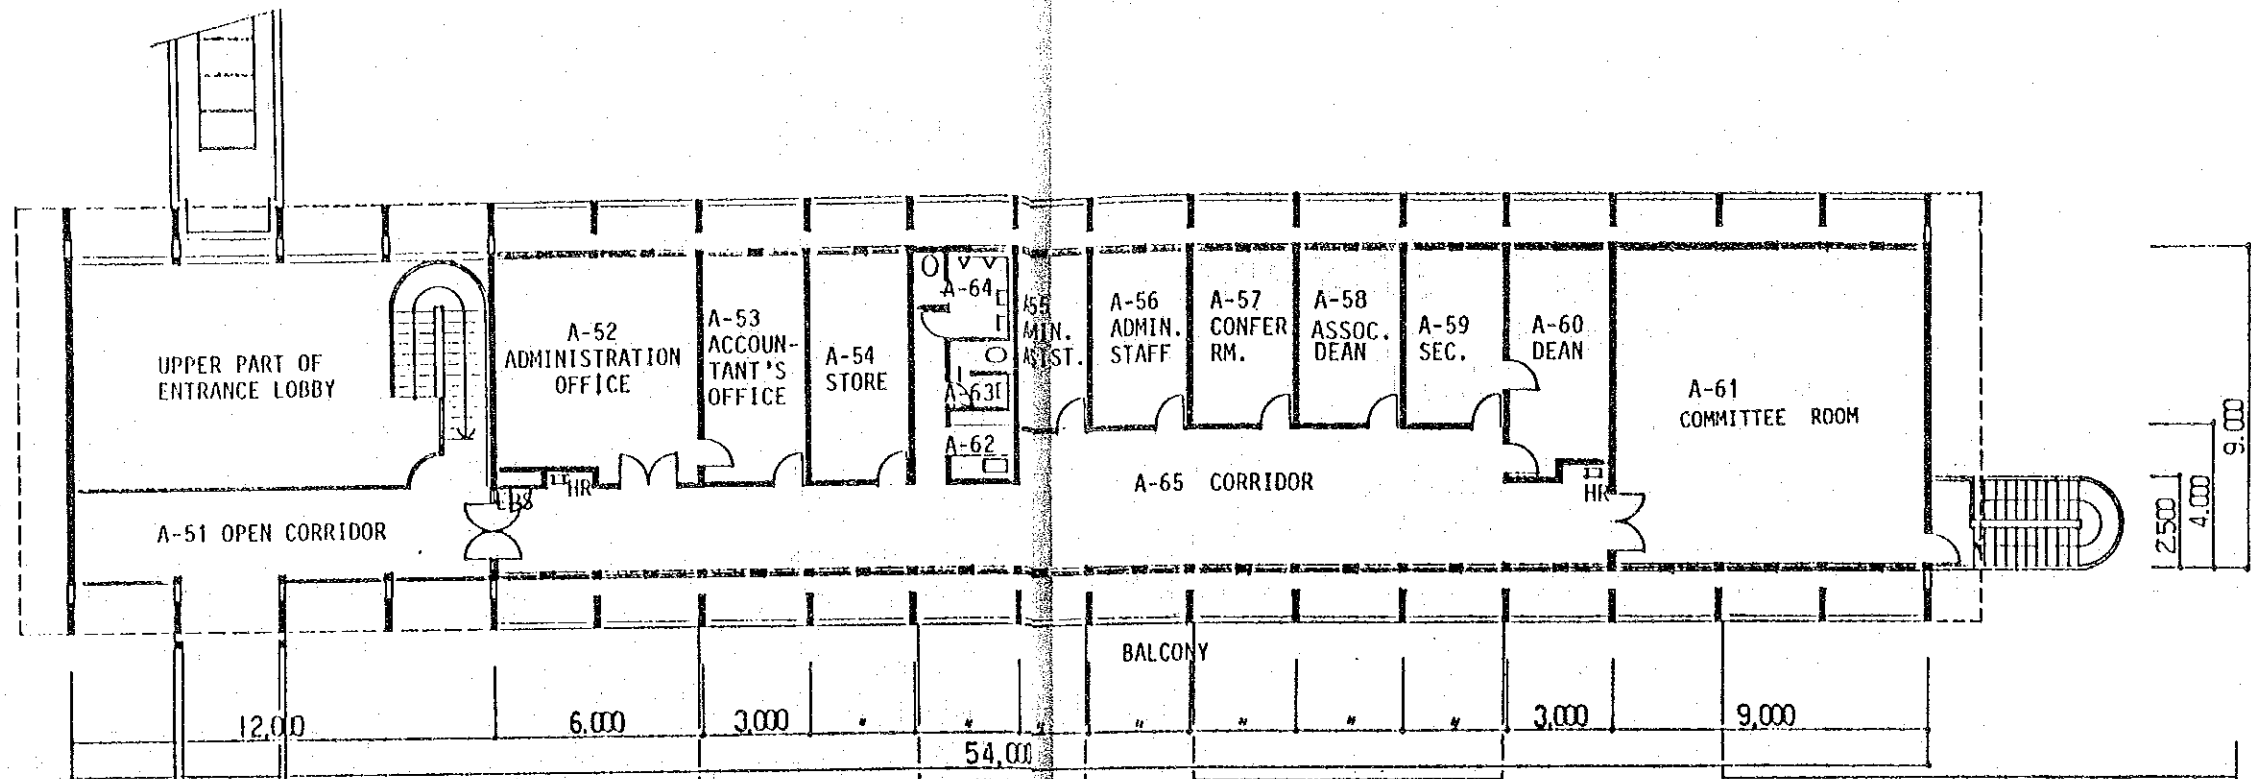 A-64
A-56
ADMIN.
STAFF
A-57
CONFER
RM.
A-58
ASSOC.
DEAN
A-59
SEC.
A-60
DEAN
A-52
ADMINISTRATION
OFFICE
A-53
ACCOUN-
TANT'S
OFFICE
A-54
STORE
UPPER PART OF
ENTRANCE LOBBY
A-63
A-61
COMMITTEE ROOM
A-62
A-65 CORRIDOR
HR
HR
A-51 OPEN CORRIDOR
2.500
4.000
9.000
BALCONY
12,000
6,000
3,000
"
"
"
"
"
"
"
3,000
9,000
54,000